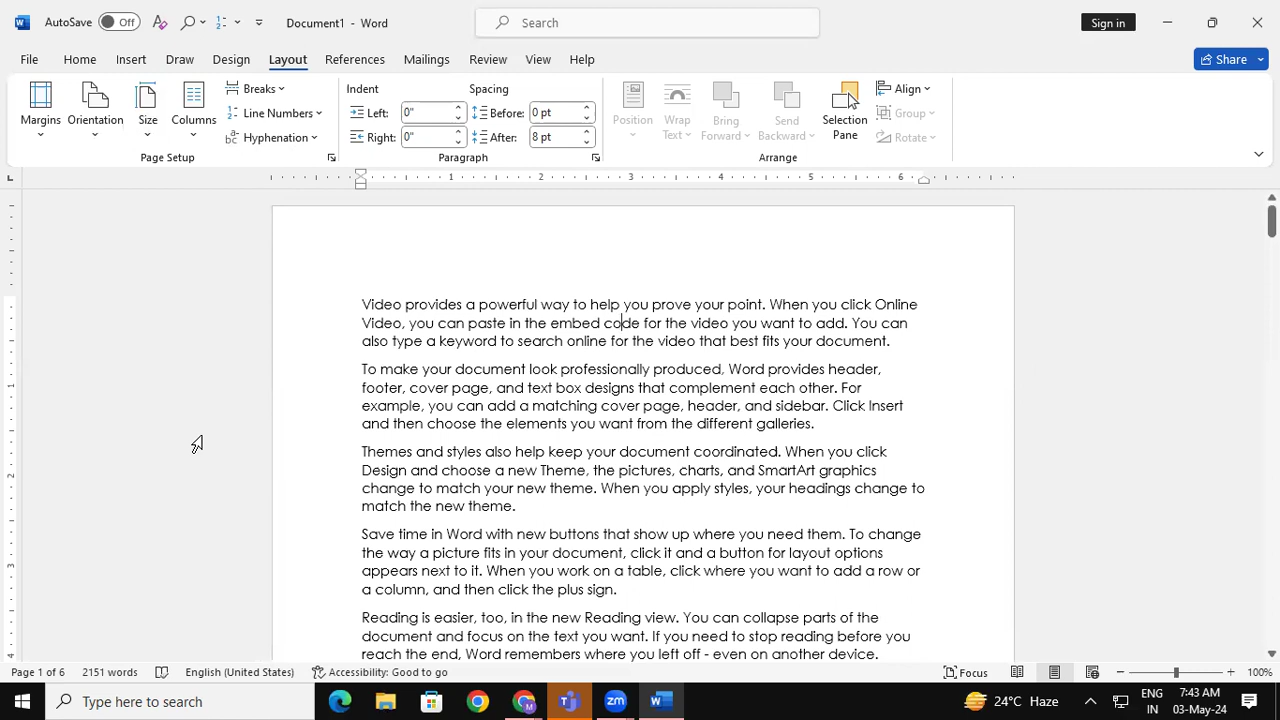 AutoSave Off Document1 - Word Search Sign in
File Home Insert Draw Design Layout References Mailings Review View Help Share
Margins Orientation Size Columns Breaks Line Numbers Hyphenation
Page Setup
Indent Left: 0" Right: 0"
Spacing Before: 0 pt After: 8 pt
Paragraph
Position Wrap Text Bring Forward Send Backward Selection Pane Align Group Rotate
Arrange
1 2 3 4 5 6
Video provides a powerful way to help you prove your point. When you click Online
Video, you can paste in the embed code for the video you want to add. You can
also type a keyword to search online for the video that best fits your document.
To make your document look professionally produced, Word provides header,
footer, cover page, and text box designs that complement each other. For
example, you can add a matching cover page, header, and sidebar. Click Insert
and then choose the elements you want from the different galleries.
Themes and styles also help keep your document coordinated. When you click
Design and choose a new Theme, the pictures, charts, and SmartArt graphics
change to match your new theme. When you apply styles, your headings change to
match the new theme.
Save time in Word with new buttons that show up where you need them. To change
the way a picture fits in your document, click it and a button for layout options
appears next to it. When you work on a table, click where you want to add a row or
a column, and then click the plus sign.
Reading is easier, too, in the new Reading view. You can collapse parts of the
document and focus on the text you want. If you need to stop reading before you
reach the end, Word remembers where you left off - even on another device.
1
2
3
4
Page 1 of 6 2151 words English (United States) Accessibility: Good to go Focus 100%
Type here to search zm 24°C Haze ENG IN 7:43 AM 03-May-24